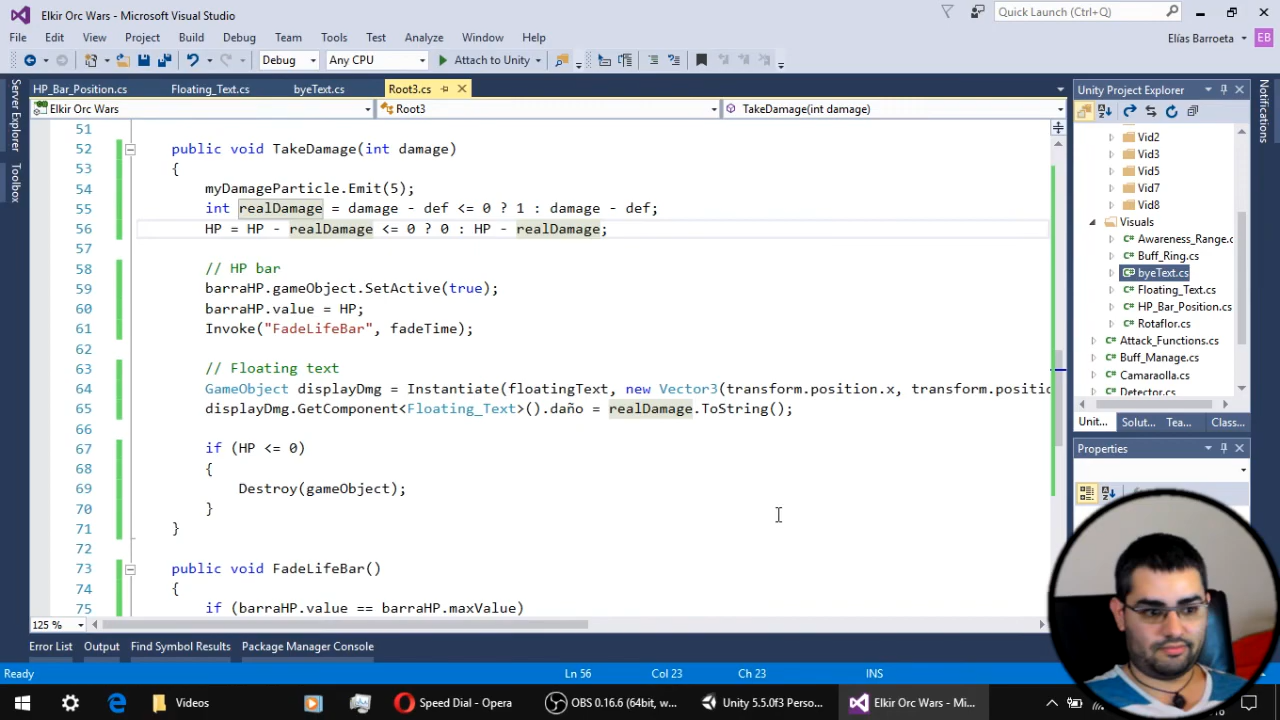 Elkir Orc Wars - Microsoft Visual Studio
Quick Launch (Ctrl+Q)
File Edit View Project Build Debug Team Tools Test Analyze Window Help
Elías Barroeta EB
Debug Any CPU Attach to Unity
Server Explorer
Toolbox
HP_Bar_Position.cs Floating_Text.cs byeText.cs Root3.cs
Elkir Orc Wars Root3 TakeDamage(int damage)
51
52 public void TakeDamage(int damage)
53 {
54 myDamageParticle.Emit(5);
55 int realDamage = damage - def <= 0 ? 1 : damage - def;
56 HP = HP - realDamage <= 0 ? 0 : HP - realDamage;
57
58 // HP bar
59 barraHP.gameObject.SetActive(true);
60 barraHP.value = HP;
61 Invoke("FadeLifeBar", fadeTime);
62
63 // Floating text
64 GameObject displayDmg = Instantiate(floatingText, new Vector3(transform.position.x, transform.positio
65 displayDmg.GetComponent<Floating_Text>().daño = realDamage.ToString();
66
67 if (HP <= 0)
68 {
69 Destroy(gameObject);
70 }
71 }
72
73 public void FadeLifeBar()
74 {
75 if (barraHP.value == barraHP.maxValue)
125 %
Unity Project Explorer
Vid2
Vid3
Vid5
Vid7
Vid8
Visuals
Awareness_Range.c
Buff_Ring.cs
byeText.cs
Floating_Text.cs
HP_Bar_Position.cs
Rotaflor.cs
Attack_Functions.cs
Buff_Manage.cs
Camaraolla.cs
Detector.cs
Unit... Solut... Tea... Class...
Properties
Notifications
Error List Output Find Symbol Results Package Manager Console
Ready Ln 56 Col 23 Ch 23 INS
Videos Speed Dial - Opera OBS 0.16.6 (64bit, w... Unity 5.5.0f3 Perso... Elkir Orc Wars - Mi...